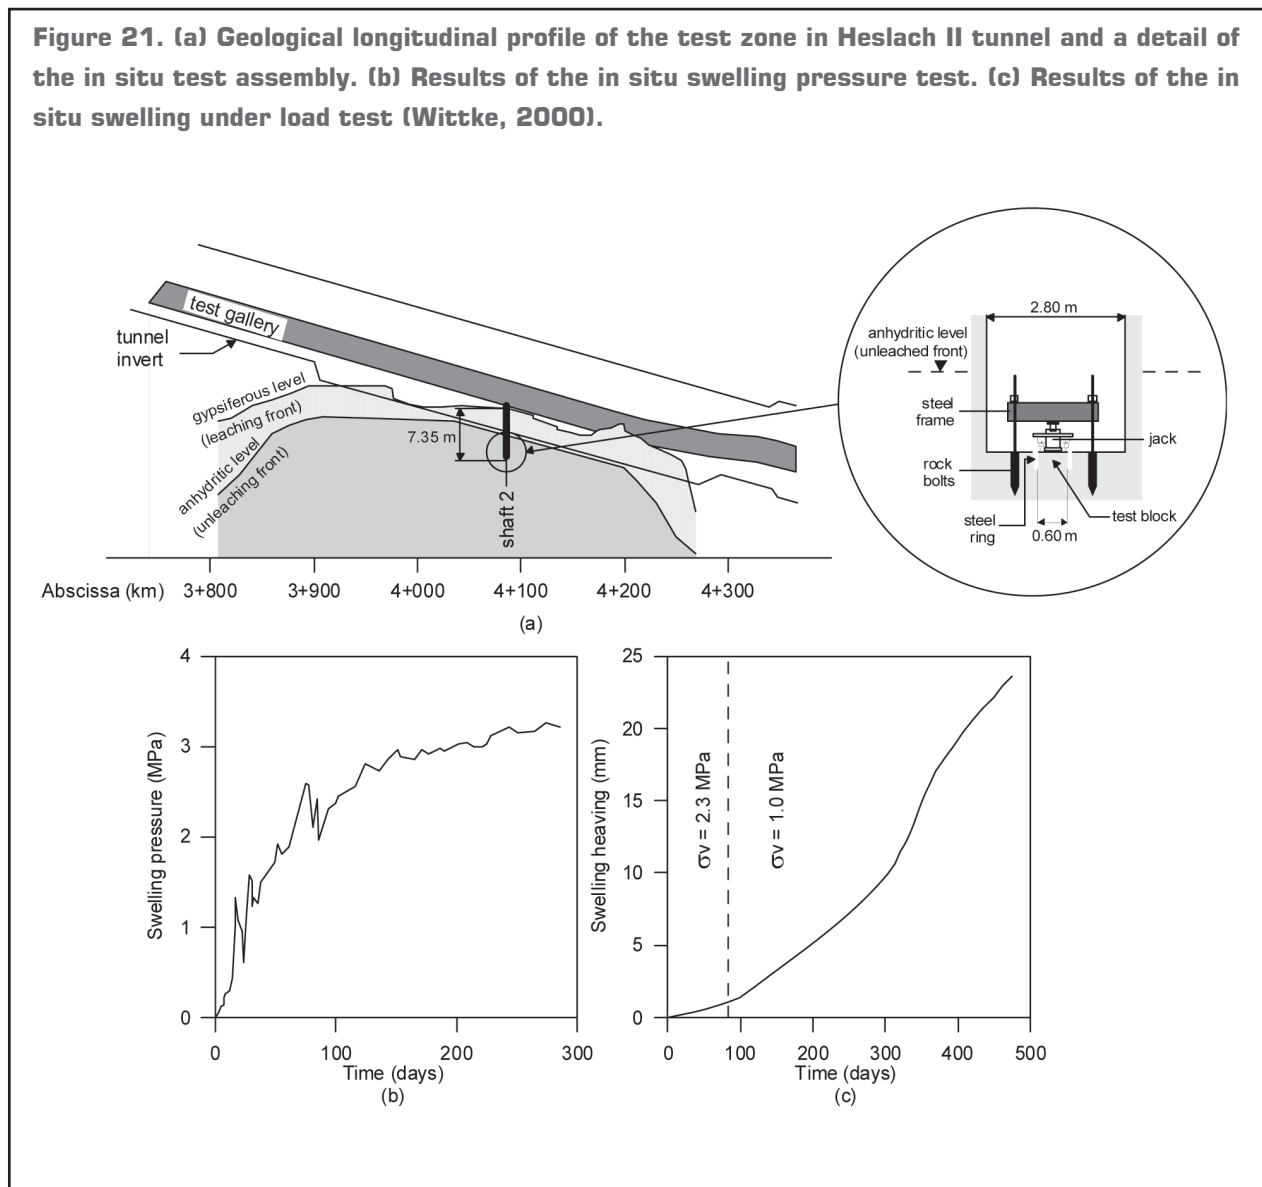 Figure 21. (a) Geological longitudinal profile of the test zone in Heslach II tunnel and a detail of
the in situ test assembly. (b) Results of the in situ swelling pressure test. (c) Results of the in
situ swelling under load test (Wittke, 2000).
test gallery
tunnel
invert
gypsiferous level
(leaching front)
anhydritic level
(unleaching front)
7.35 m
shaft 2
2.80 m
anhydritic level
(unleached front)
steel
frame
jack
rock
bolts
steel
ring
test block
0.60 m
Abscissa (km) 3+800 3+900 4+000 4+100 4+200 4+300
(a)
4
3
2
1
0
Swelling pressure (MPa)
0 100 200 300
Time (days)
(b)
25
20
15
10
5
0
Swelling heaving (mm)
σv = 2.3 MPa
σv = 1.0 MPa
0 100 200 300 400 500
Time (days)
(c)